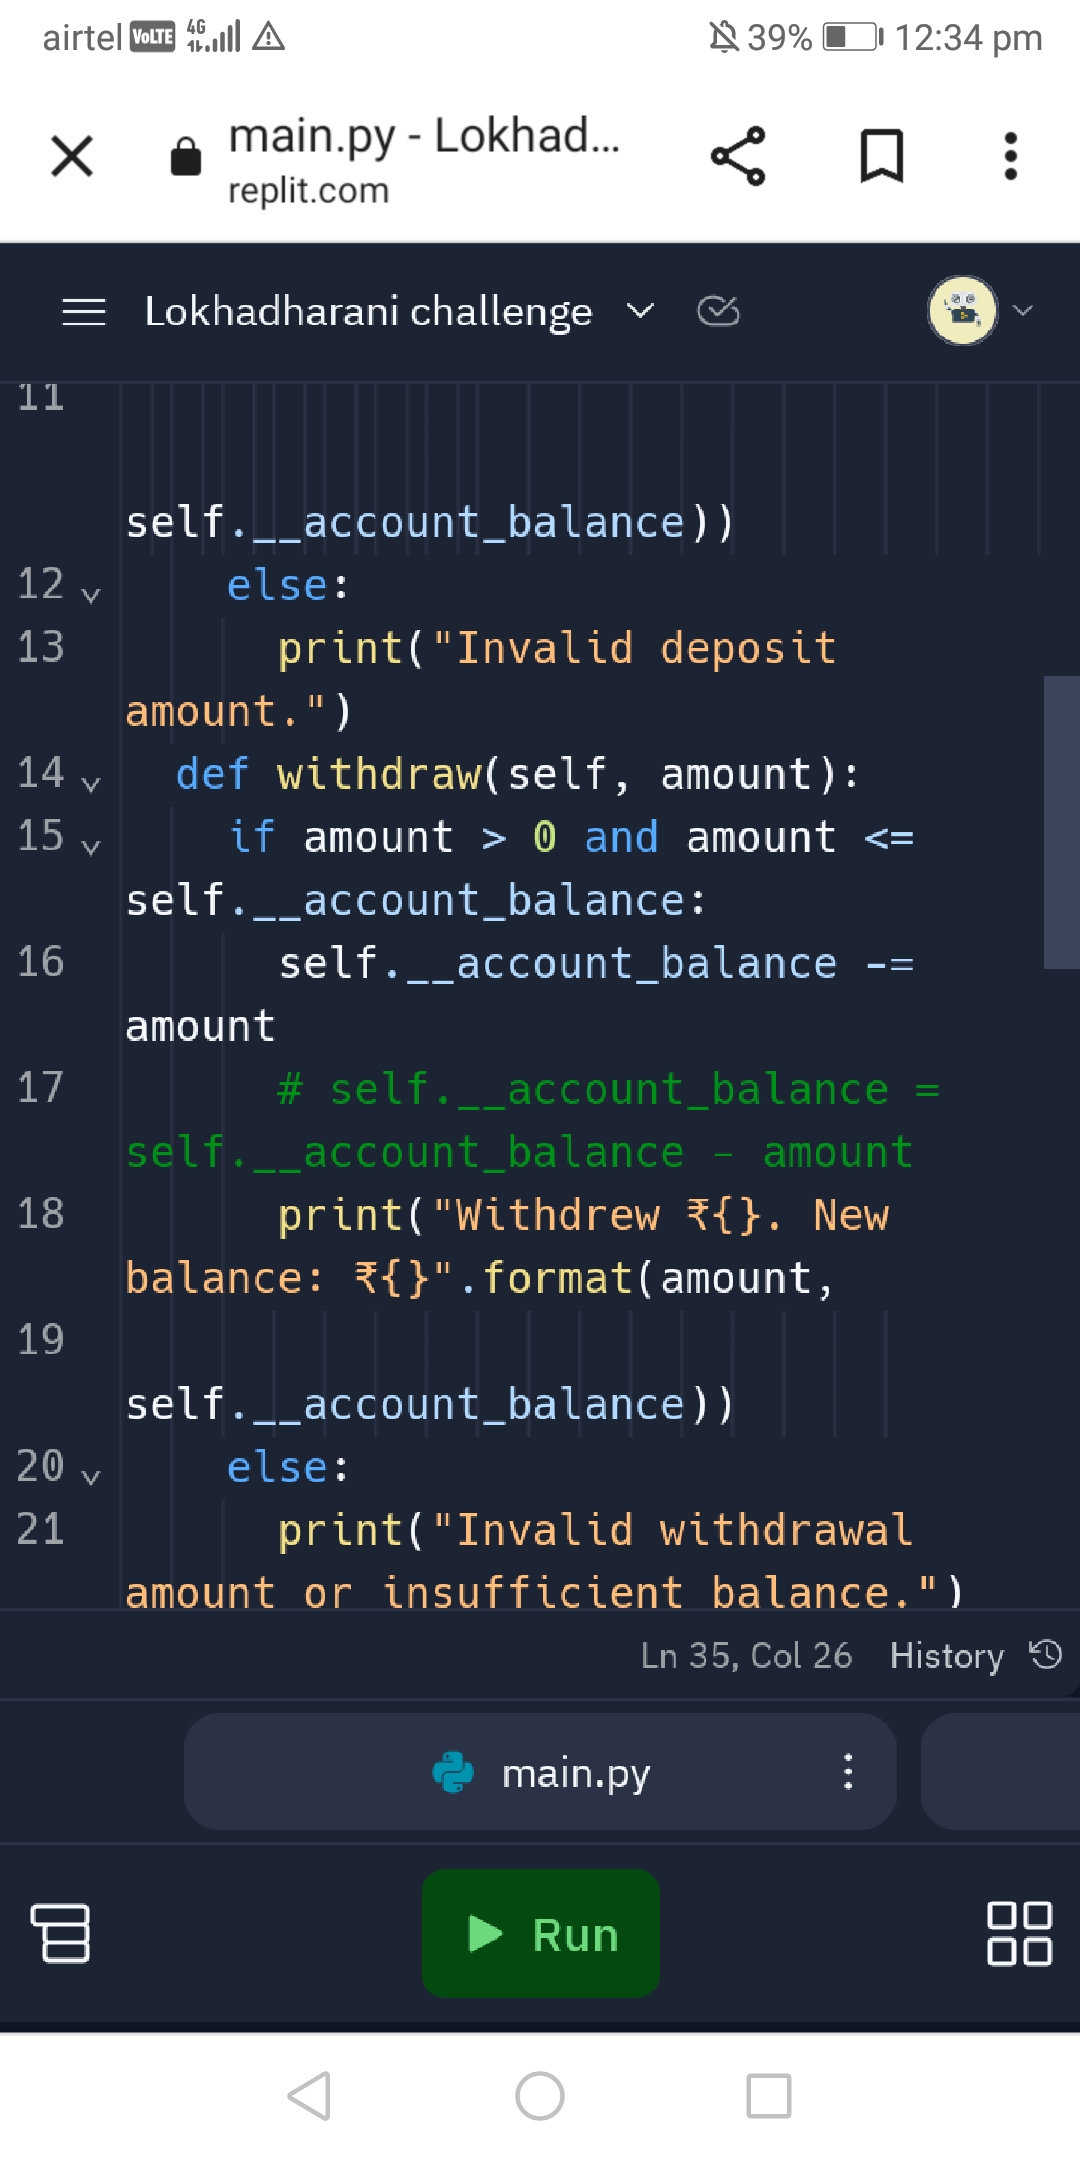 airtel VoLTE 4G 39% 12:34 pm
main.py - Lokhad...
replit.com
Lokhadharani challenge
11
self.__account_balance))
12 else:
13 print("Invalid deposit
amount.")
14 def withdraw(self, amount):
15 if amount > 0 and amount <=
self.__account_balance:
16 self.__account_balance -=
amount
17 # self.__account_balance =
self.__account_balance - amount
18 print("Withdrew ₹{}. New
balance: ₹{}".format(amount,
19
self.__account_balance))
20 else:
21 print("Invalid withdrawal
amount or insufficient balance.")
Ln 35, Col 26 History
main.py
Run